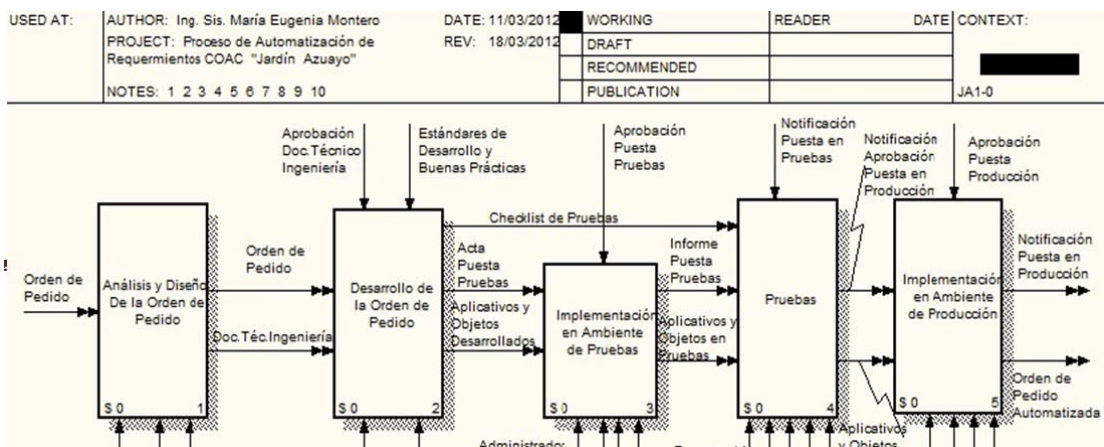 USED AT:
AUTHOR: Ing. Sis. María Eugenia Montero
DATE: 11/03/2012
PROJECT: Proceso de Automatización de
Requermientos COAC "Jardín Azuayo"
REV: 18/03/2012
NOTES: 1 2 3 4 5 6 7 8 9 10
WORKING
DRAFT
RECOMMENDED
PUBLICATION
READER
DATE
CONTEXT:
JA1-0
Aprobación
Doc.Técnico
Ingeniería
Estándares de
Desarrollo y
Buenas Prácticas
Aprobación
Puesta
Pruebas
Notificación
Puesta en
Pruebas
Notificación
Aprobación
Puesta en
Producción
Aprobación
Puesta
Producción
Orden de
Pedido
Análisis y Diseño
De la Orden de
Pedido
$ 0
1
Orden de
Pedido
Doc.Téc.Ingeniería
Desarrollo de
la Orden de
Pedido
$ 0
2
Checklist de Pruebas
Acta
Puesta
Pruebas
Aplicativos y
Objetos
Desarrollados
Implementación
en Ambiente
de Pruebas
$ 0
3
Informe
Puesta
Pruebas
Aplicativos y
Objetos en
Pruebas
Pruebas
$ 0
4
Implementación
en Ambiente
de Producción
$ 0
5
Notificación
Puesta en
Producción
Orden de
Pedido
Automatizada
Administrador
Aplicativos
y Objetos